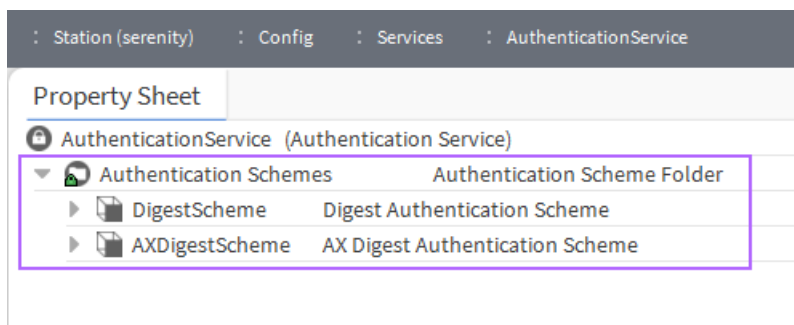 : Station (serenity) : Config : Services : AuthenticationService
Property Sheet
AuthenticationService (Authentication Service)
Authentication Schemes Authentication Scheme Folder
DigestScheme Digest Authentication Scheme
AXDigestScheme AX Digest Authentication Scheme